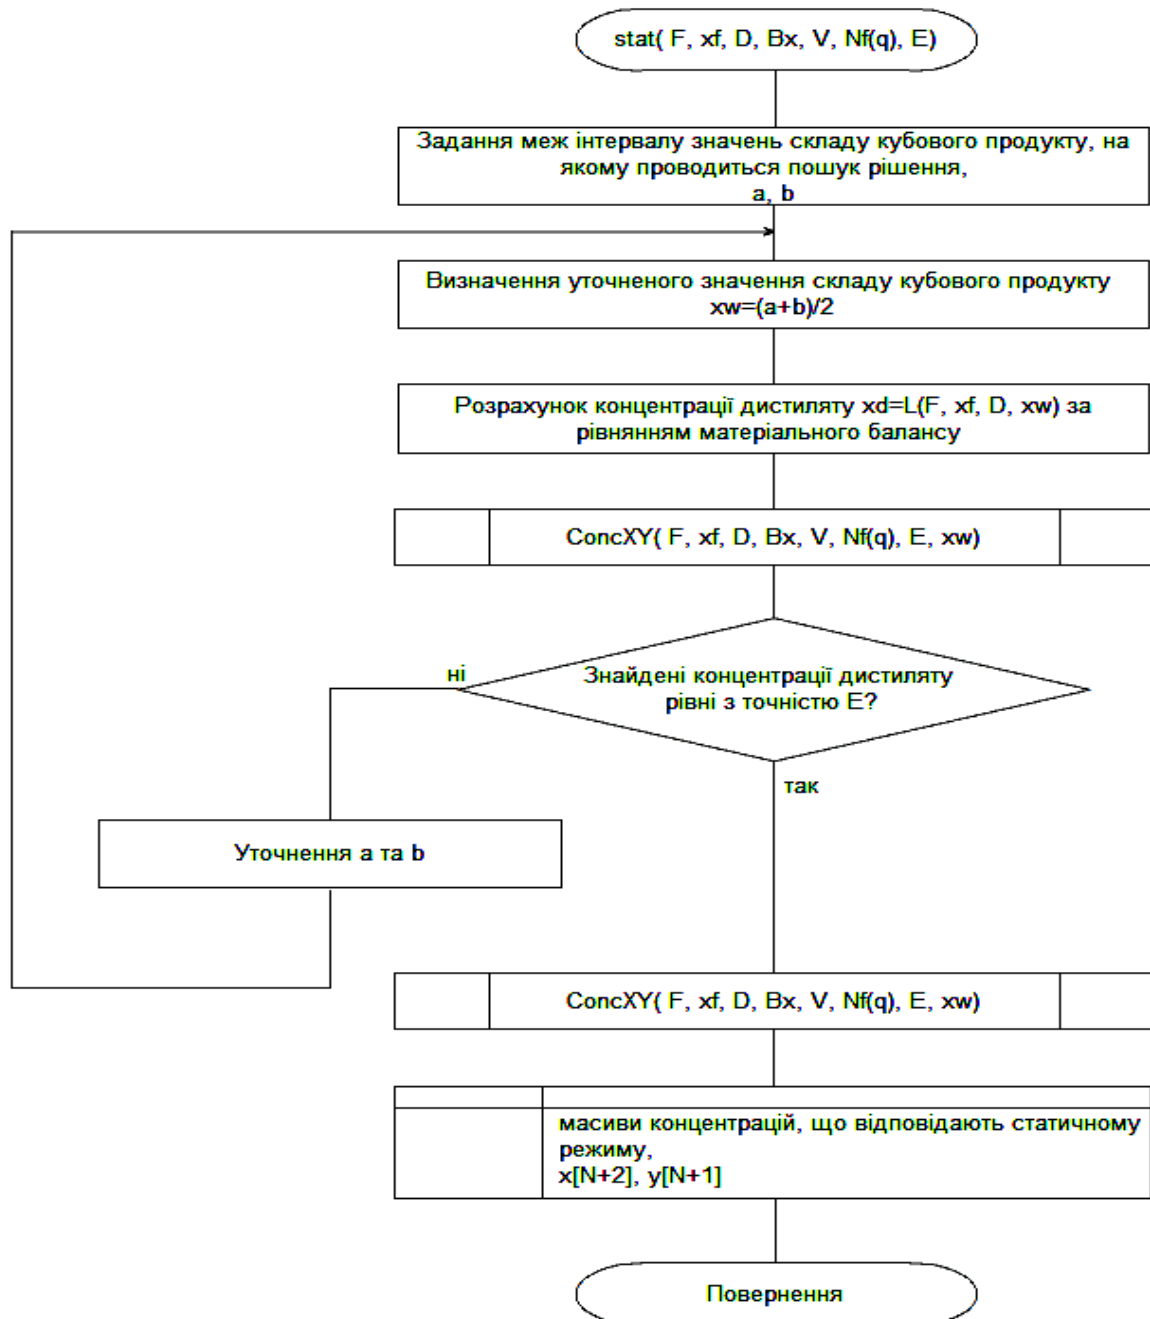 stat( F, xf, D, Bx, V, Nf(q), E)
Задання меж інтервалу значень складу кубового продукту, на
якому проводиться пошук рішення,
a, b
Визначення уточненого значення складу кубового продукту
xw=(a+b)/2
Розрахунок концентрації дистиляту xd=L(F, xf, D, xw) за
рівнянням матеріального балансу
ConcXY( F, xf, D, Bx, V, Nf(q), E, xw)
ні
Знайдені концентрації дистиляту
рівні з точністю E?
так
Уточнення a та b
ConcXY( F, xf, D, Bx, V, Nf(q), E, xw)
масиви концентрацій, що відповідають статичному
режиму,
x[N+2], y[N+1]
Повернення